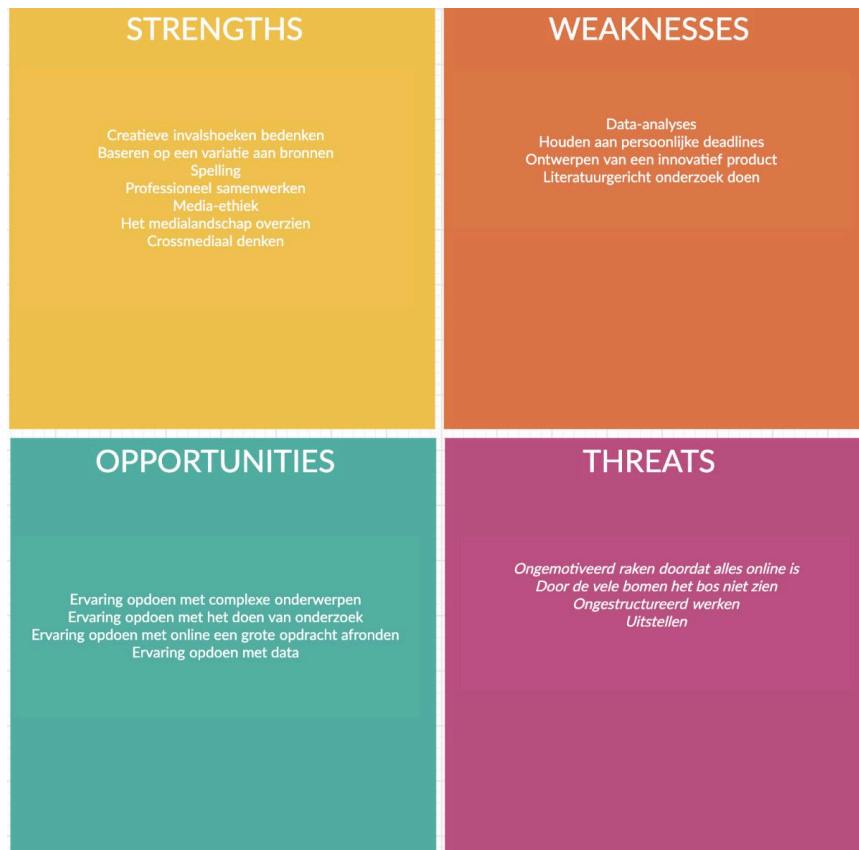 STRENGTHS
Creatieve invalshoeken bedenken
Baseren op een variatie aan bronnen
Spelling
Professioneel samenwerken
Media-ethiek
Het medialandschap overzien
Crossmediaal denken
WEAKNESSES
Data-analyses
Houden aan persoonlijke deadlines
Ontwerpen van een innovatief product
Literatuurgericht onderzoek doen
OPPORTUNITIES
Ervaring opdoen met complexe onderwerpen
Ervaring opdoen met het doen van onderzoek
Ervaring opdoen met online een grote opdracht afronden
Ervaring opdoen met data
THREATS
Ongemotiveerd raken doordat alles online is
Door de vele bomen het bos niet zien
Ongestructureerd werken
Uitstellen